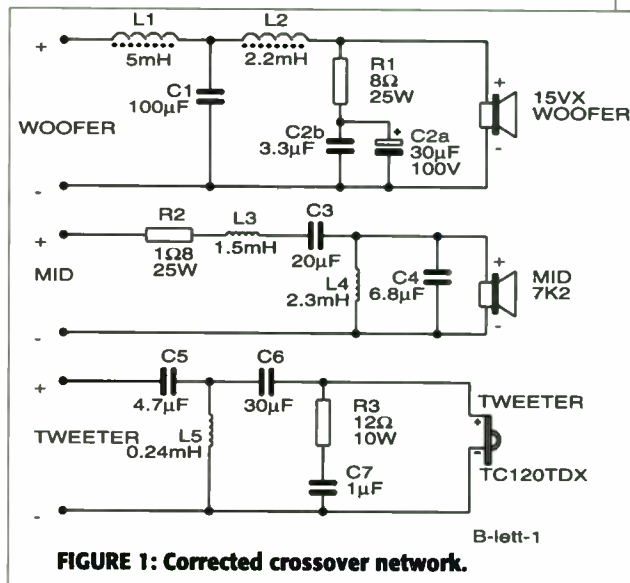 L1
5mH
L2
2.2mH
+
C1
100µF
R1
8Ω
25W
C2b
3.3µF
+
C2a
30µF
100V
+
15VX
WOOFER
-
WOOFER
-
+
MID
-
R2
1Ω8
25W
L3
1.5mH
C3
20µF
L4
2.3mH
C4
6.8µF
+
MID
7K2
-
+
TWEETER
-
C5
4.7µF
L5
0.24mH
C6
30µF
R3
12Ω
10W
C7
1µF
TWEETER
+
-
TC120TDX
B-lett-1
FIGURE 1: Corrected crossover network.